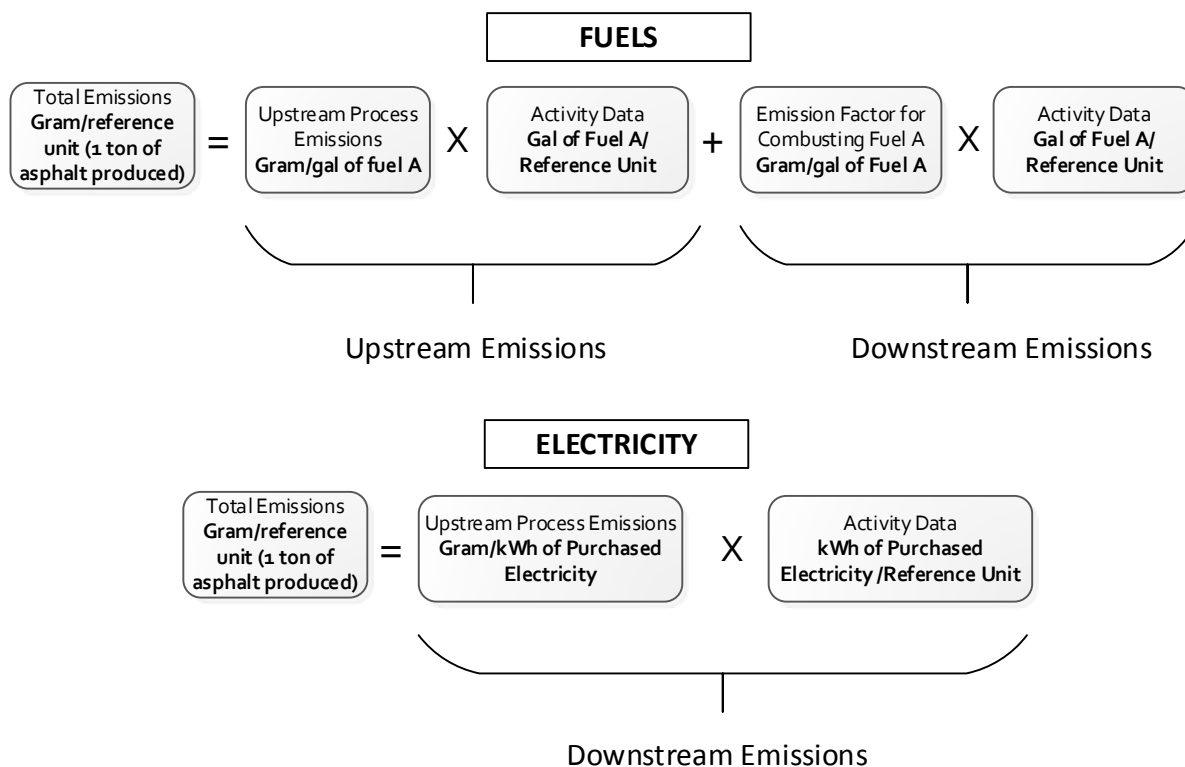 FUELS
Total Emissions
Gram/reference
unit (1 ton of
asphalt produced)
=
Upstream Process
Emissions
Gram/gal of fuel A
X
Activity Data
Gal of Fuel A/
Reference Unit
+
Emission Factor for
Combusting Fuel A
Gram/gal of Fuel A
X
Activity Data
Gal of Fuel A/
Reference Unit
Upstream Emissions
Downstream Emissions
ELECTRICITY
Total Emissions
Gram/reference
unit (1 ton of
asphalt produced)
=
Upstream Process Emissions
Gram/kWh of Purchased
Electricity
X
Activity Data
kWh of Purchased
Electricity/Reference Unit
Downstream Emissions